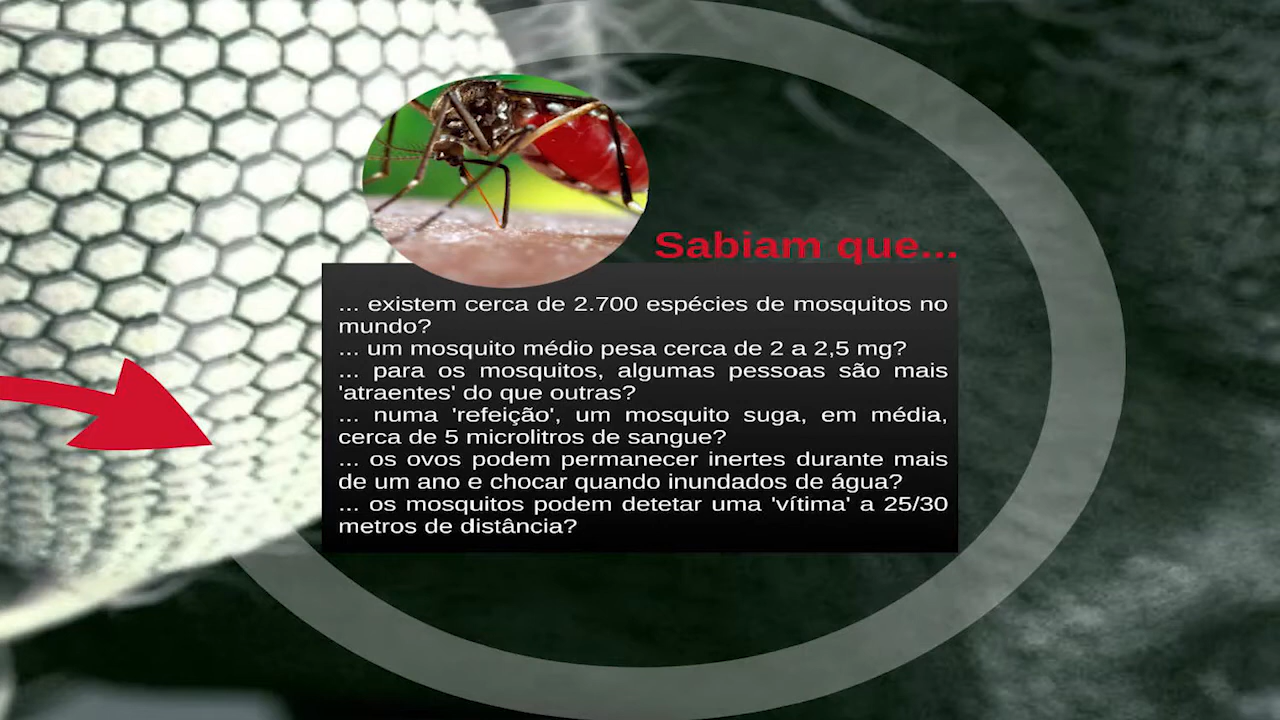 Sabiam que...
... existem cerca de 2.700 espécies de mosquitos no
mundo?
... um mosquito médio pesa cerca de 2 a 2,5 mg?
... para os mosquitos, algumas pessoas são mais
'atraentes' do que outras?
... numa 'refeição', um mosquito suga, em média,
cerca de 5 microlitros de sangue?
... os ovos podem permanecer inertes durante mais
de um ano e chocar quando inundados de água?
... os mosquitos podem detetar uma 'vítima' a 25/30
metros de distância?